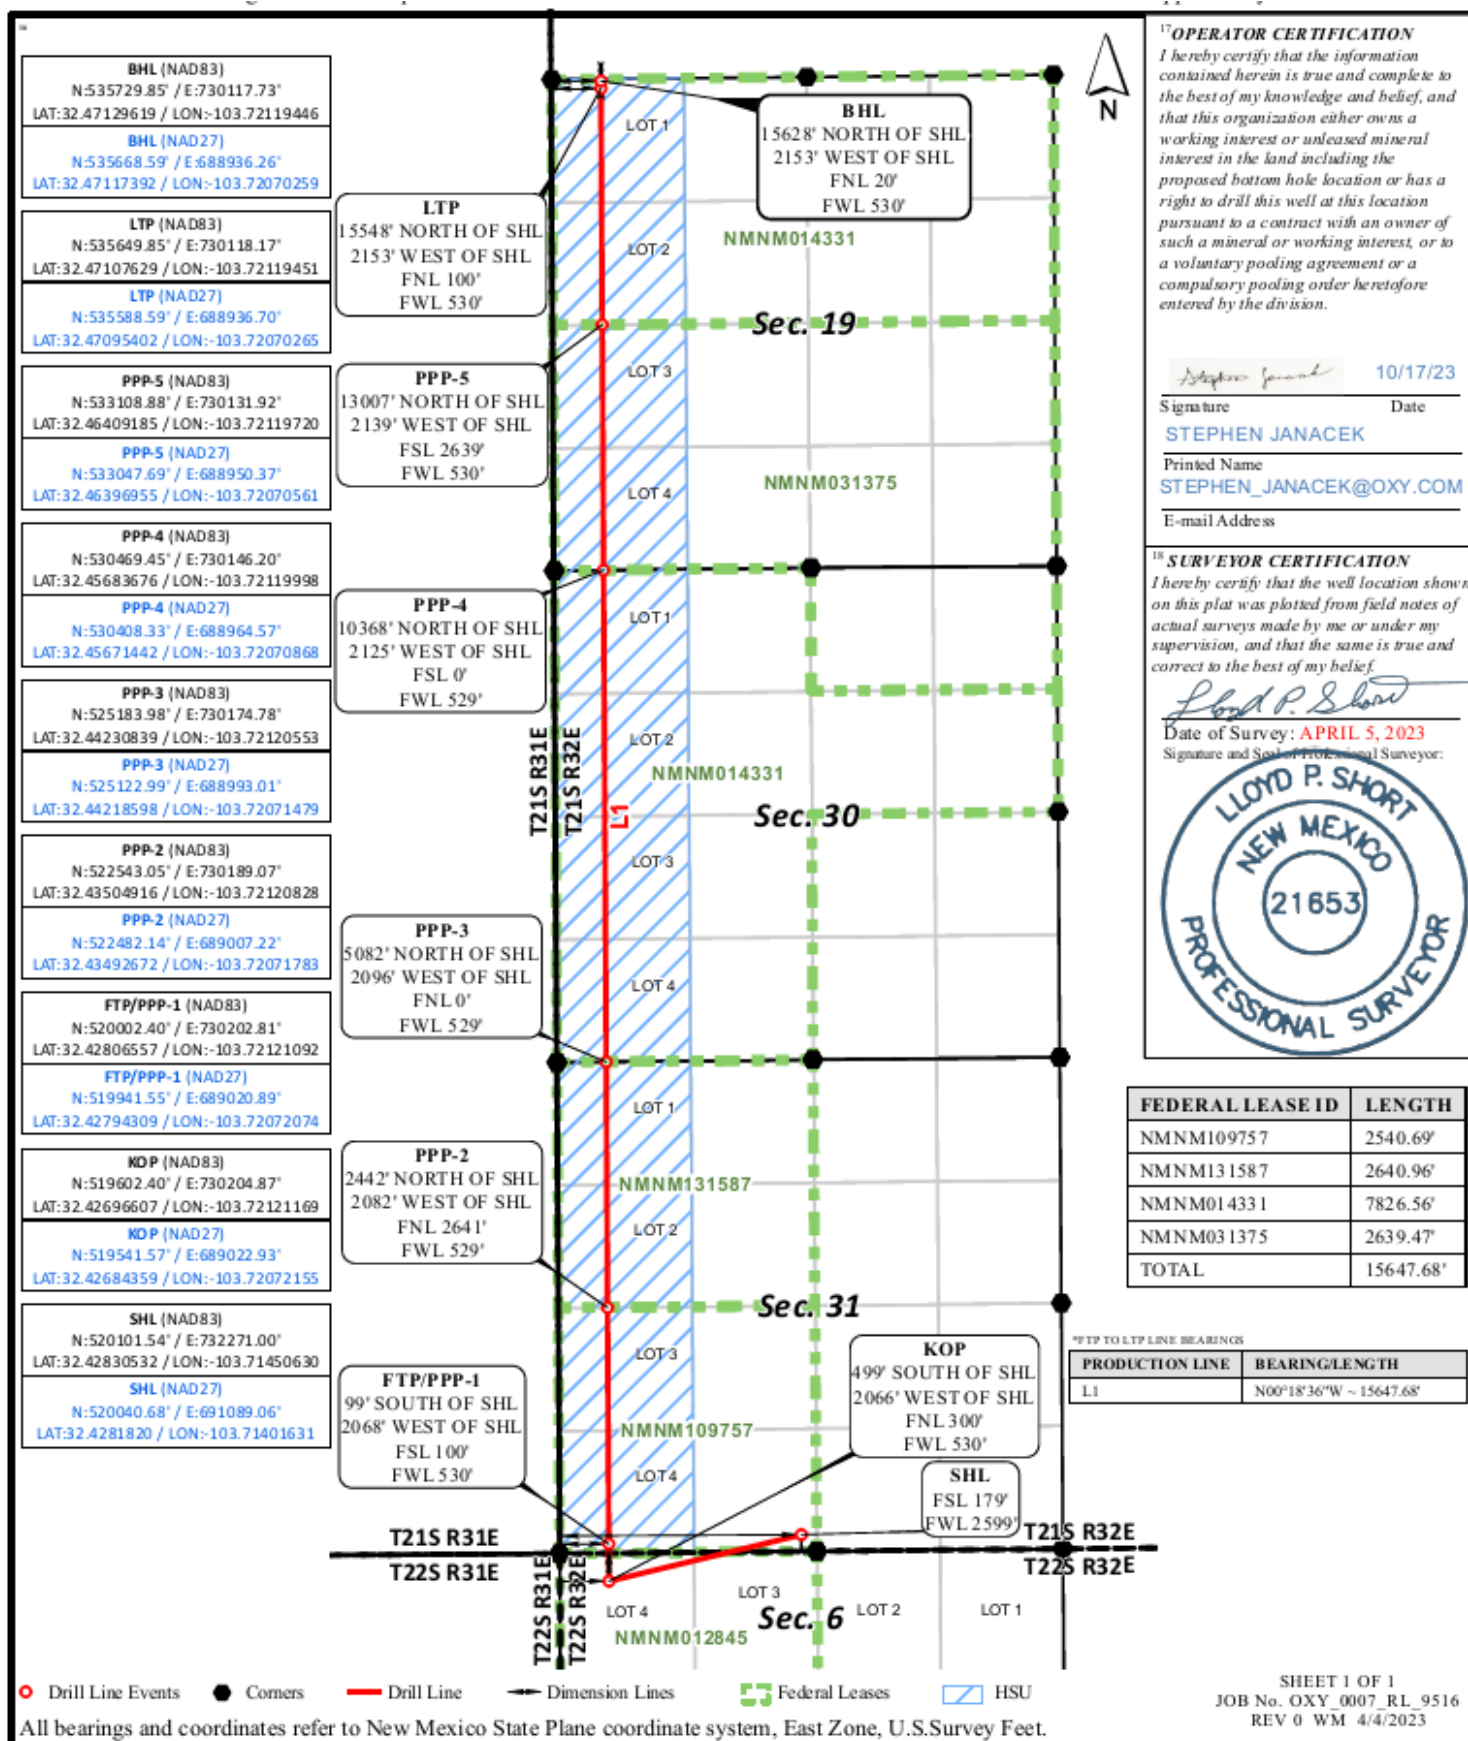 BHL (NAD83)
N:535729.85' / E:730117.73'
LAT:32.47129619 / LON:-103.72119446
BHL (NAD27)
N:535668.59' / E:688936.26'
LAT:32.47117392 / LON:-103.72070259
LTP (NAD83)
N:535649.85' / E:730118.17'
LAT:32.47107629 / LON:-103.72119451
LTP (NAD27)
N:535588.59' / E:688936.70'
LAT:32.47095402 / LON:-103.72070265
PPP-5 (NAD83)
N:533108.88' / E:730131.92'
LAT:32.46409185 / LON:-103.72119720
PPP-5 (NAD27)
N:533047.69' / E:688950.37'
LAT:32.46396955 / LON:-103.72070561
PPP-4 (NAD83)
N:530469.45' / E:730146.20'
LAT:32.45683676 / LON:-103.72119998
PPP-4 (NAD27)
N:530408.33' / E:688964.57'
LAT:32.45671442 / LON:-103.72070868
PPP-3 (NAD83)
N:525183.98' / E:730174.78'
LAT:32.44230839 / LON:-103.72120553
PPP-3 (NAD27)
N:525122.99' / E:688993.01'
LAT:32.44218598 / LON:-103.72071479
PPP-2 (NAD83)
N:522543.05' / E:730189.07'
LAT:32.43504916 / LON:-103.72120828
PPP-2 (NAD27)
N:522482.14' / E:689007.22'
LAT:32.43492672 / LON:-103.72071783
FTP/PPP-1 (NAD83)
N:520002.40' / E:730202.81'
LAT:32.42806557 / LON:-103.72121092
FTP/PPP-1 (NAD27)
N:519941.55' / E:689020.89'
LAT:32.42794309 / LON:-103.72072074
KOP (NAD83)
N:519602.40' / E:730204.87'
LAT:32.42696607 / LON:-103.72121169
KOP (NAD27)
N:519541.57' / E:689022.93'
LAT:32.42684359 / LON:-103.72072155
SHL (NAD83)
N:520101.54' / E:732271.00'
LAT:32.42830532 / LON:-103.71450630
SHL (NAD27)
N:520040.68' / E:691089.06'
LAT:32.4281820 / LON:-103.71401631
LTP
15548' NORTH OF SHL
2153' WEST OF SHL
FNL 100'
FWL 530'
PPP-5
13007' NORTH OF SHL
2139' WEST OF SHL
FSL 2639'
FWL 530'
PPP-4
10368' NORTH OF SHL
2125' WEST OF SHL
FSL 0'
FWL 529'
PPP-3
5082' NORTH OF SHL
2096' WEST OF SHL
FNL 0'
FWL 529'
PPP-2
2442' NORTH OF SHL
2082' WEST OF SHL
FNL 2641'
FWL 529'
FTP/PPP-1
99' SOUTH OF SHL
2068' WEST OF SHL
FSL 100'
FWL 530'
BHL
15628' NORTH OF SHL
2153' WEST OF SHL
FNL 20'
FWL 530'
N
LOT 1
LOT 2
NMNM014331
Sec. 19
LOT 3
LOT 4
NMNM031375
LOT 1
LOT 2
T21S R31E
T21S R32E
NMNM014331
L1
Sec. 30
LOT 3
LOT 4
LOT 1
NMNM131587
LOT 2
Sec. 31
LOT 3
NMNM109757
LOT 4
KOP
499' SOUTH OF SHL
2066' WEST OF SHL
FNL 300'
FWL 530'
SHL
FSL 179'
FWL 2599'
T21S R31E
T22S R31E
T21S R32E
T22S R32E
T22S R31E
T22S R32E
LOT 4
LOT 3
Sec. 6
LOT 2
LOT 1
NMNM012845
17 OPERATOR CERTIFICATION
I hereby certify that the information
contained herein is true and complete to
the best of my knowledge and belief, and
that this organization either owns a
working interest or unleased mineral
interest in the land including the
proposed bottom hole location or has a
right to drill this well at this location
pursuant to a contract with an owner of
such a mineral or working interest, or to
a voluntary pooling agreement or a
compulsory pooling order heretofore
entered by the division.
Stephen Janacek 10/17/23
Signature Date
STEPHEN JANACEK
Printed Name
STEPHEN_JANACEK@OXY.COM
E-mail Address
18 SURVEYOR CERTIFICATION
I hereby certify that the well location shown
on this plat was plotted from field notes of
actual surveys made by me or under my
supervision, and that the same is true and
correct to the best of my belief.
Lloyd P. Short
Date of Survey: APRIL 5, 2023
Signature and Seal of Professional Surveyor:
LLOYD P. SHORT
NEW MEXICO
21653
PROFESSIONAL SURVEYOR
FEDERAL LEASE ID LENGTH
NMNM109757 2540.69'
NMNM131587 2640.96'
NMNM014331 7826.56'
NMNM031375 2639.47'
TOTAL 15647.68'
*FTP TO LTP LINE BEARINGS
PRODUCTION LINE BEARING/LENGTH
L1 N00°18'36"W ~ 15647.68'
Drill Line Events Corners Drill Line Dimension Lines Federal Leases HSU
All bearings and coordinates refer to New Mexico State Plane coordinate system, East Zone, U.S.Survey Feet.
SHEET 1 OF 1
JOB No. OXY_0007_RL_9516
REV 0 WM 4/4/2023